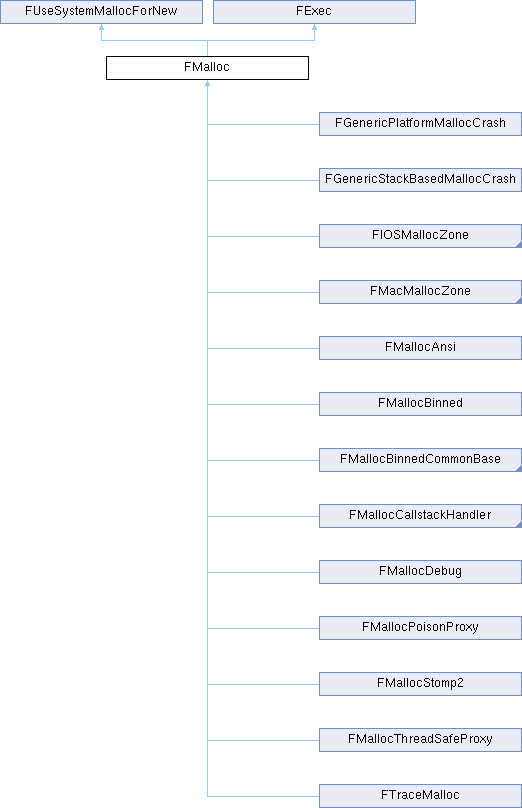 FUseSystemMallocForNew
FExec
FMalloc
FGenericPlatformMallocCrash
FGenericStackBasedMallocCrash
FIOSMallocZone
FMacMallocZone
FMallocAnsi
FMallocBinned
FMallocBinnedCommonBase
FMallocCallstackHandler
FMallocDebug
FMallocPoisonProxy
FMallocStomp2
FMallocThreadSafeProxy
FTraceMalloc